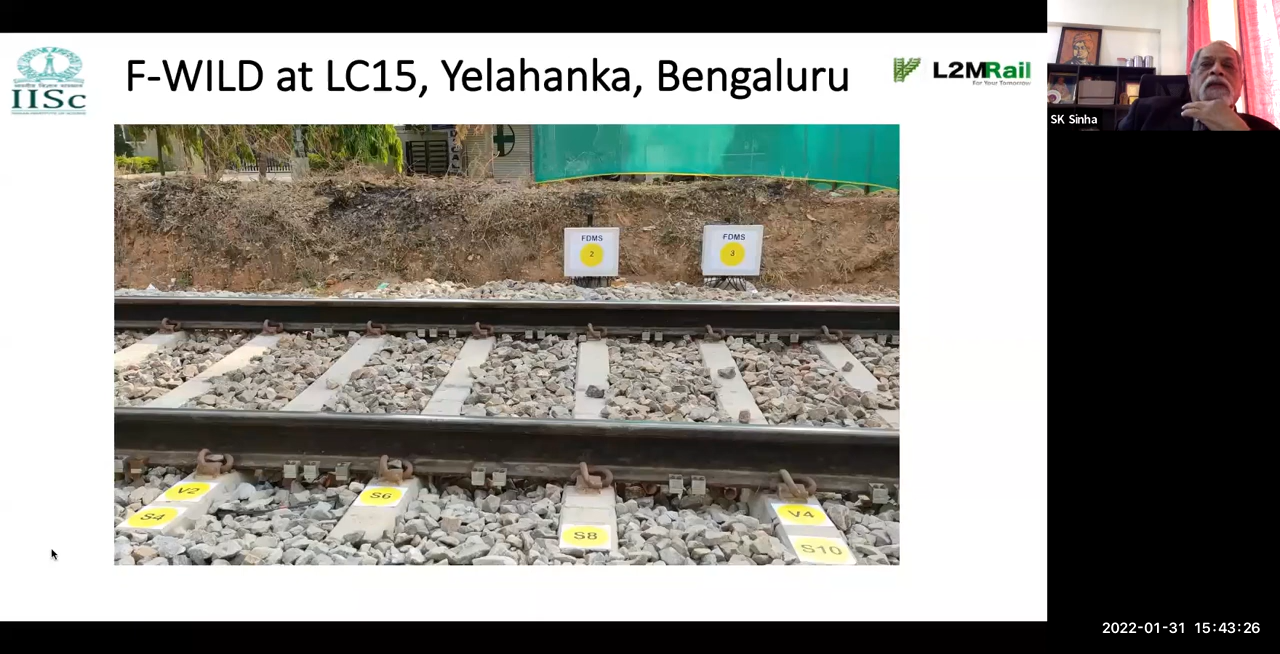 F-WILD at LC15, Yelahanka, Bengaluru
IISc
L2MRail
For Your Tomorrow
SK Sinha
FDMS
2
FDMS
3
V2
S4
S6
S8
V4
S10
2022-01-31 15:43:26